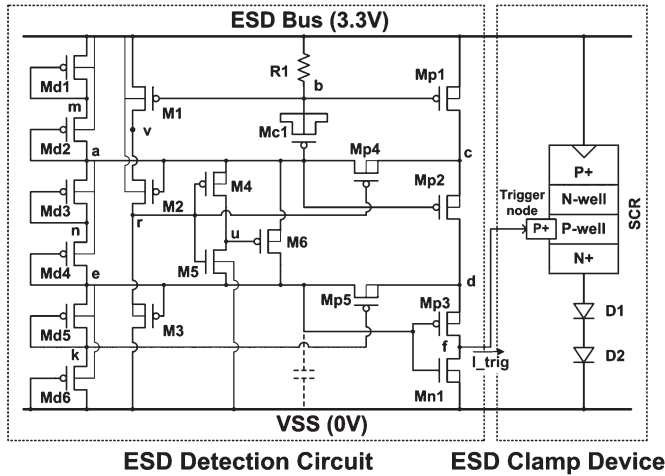 ESD Bus (3.3V)
Md1
m
Md2
a
Md3
n
Md4
e
Md5
k
Md6
M1
v
M2
r
M3
M4
u
M5
M6
R1
b
Mc1
Mp1
Mp4
c
Mp2
Mp5
d
Mp3
f
I_trig
Mn1
VSS (0V)
Trigger
node
P+
P+
N-well
P-well
N+
SCR
D1
D2
ESD Detection Circuit
ESD Clamp Device